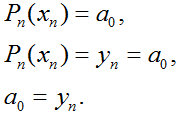 Pₙ(xₙ) = a₀,
Pₙ(xₙ) = yₙ = a₀,
a₀ = yₙ.